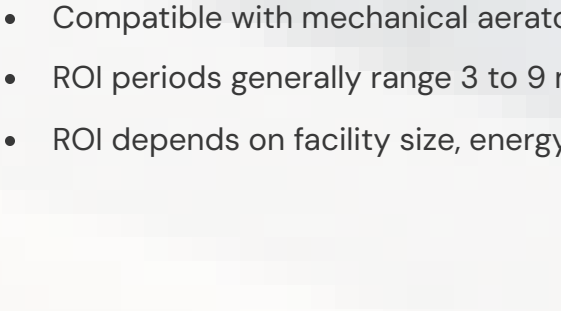 Compatible with mechanical aerato
ROI periods generally range 3 to 9
ROI depends on facility size, energy